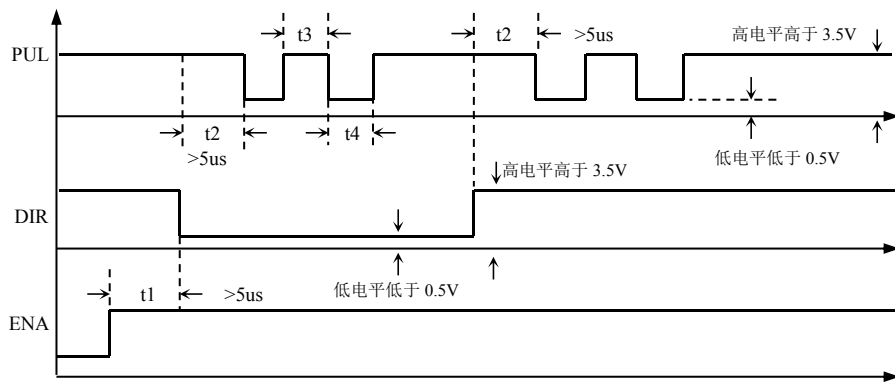 t3
t2
>5us
高电平高于 3.5V
PUL
t2
t4
>5us
低电平低于 0.5V
高电平高于 3.5V
DIR
t1
>5us
低电平低于 0.5V
ENA